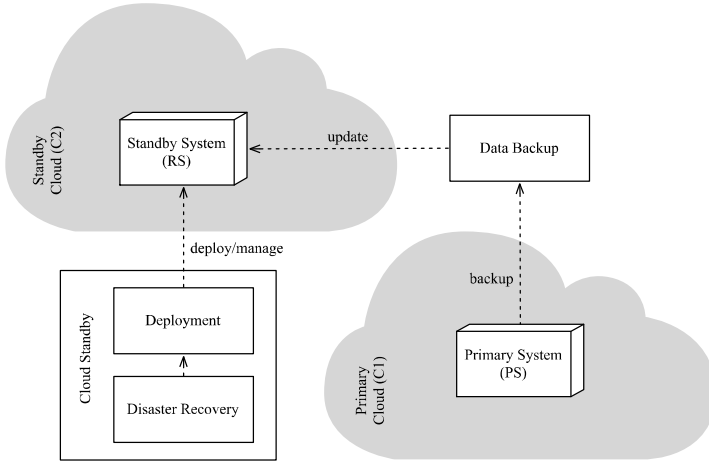 Standby
Cloud (C2)
Standby System
(RS)
update
Data Backup
deploy/manage
backup
Cloud Standby
Deployment
Disaster Recovery
Primary
Cloud (C1)
Primary System
(PS)